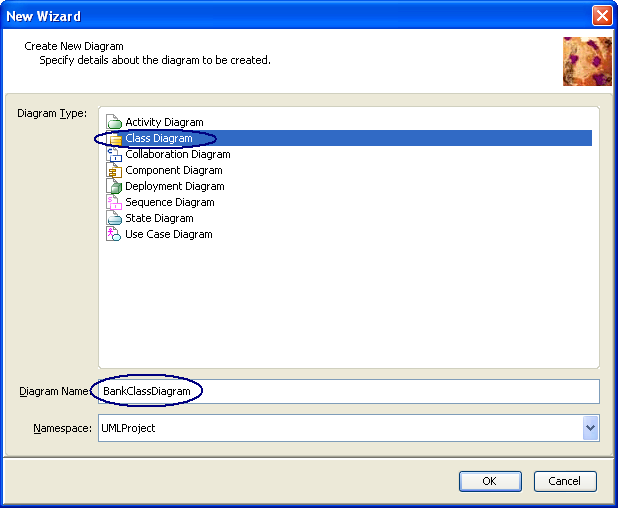 New Wizard
Create New Diagram
Specify details about the diagram to be created.
Diagram Type:
Activity Diagram
Class Diagram
Collaboration Diagram
Component Diagram
Deployment Diagram
Sequence Diagram
State Diagram
Use Case Diagram
Diagram Name: BankClassDiagram
Namespace: UMLProject
OK Cancel